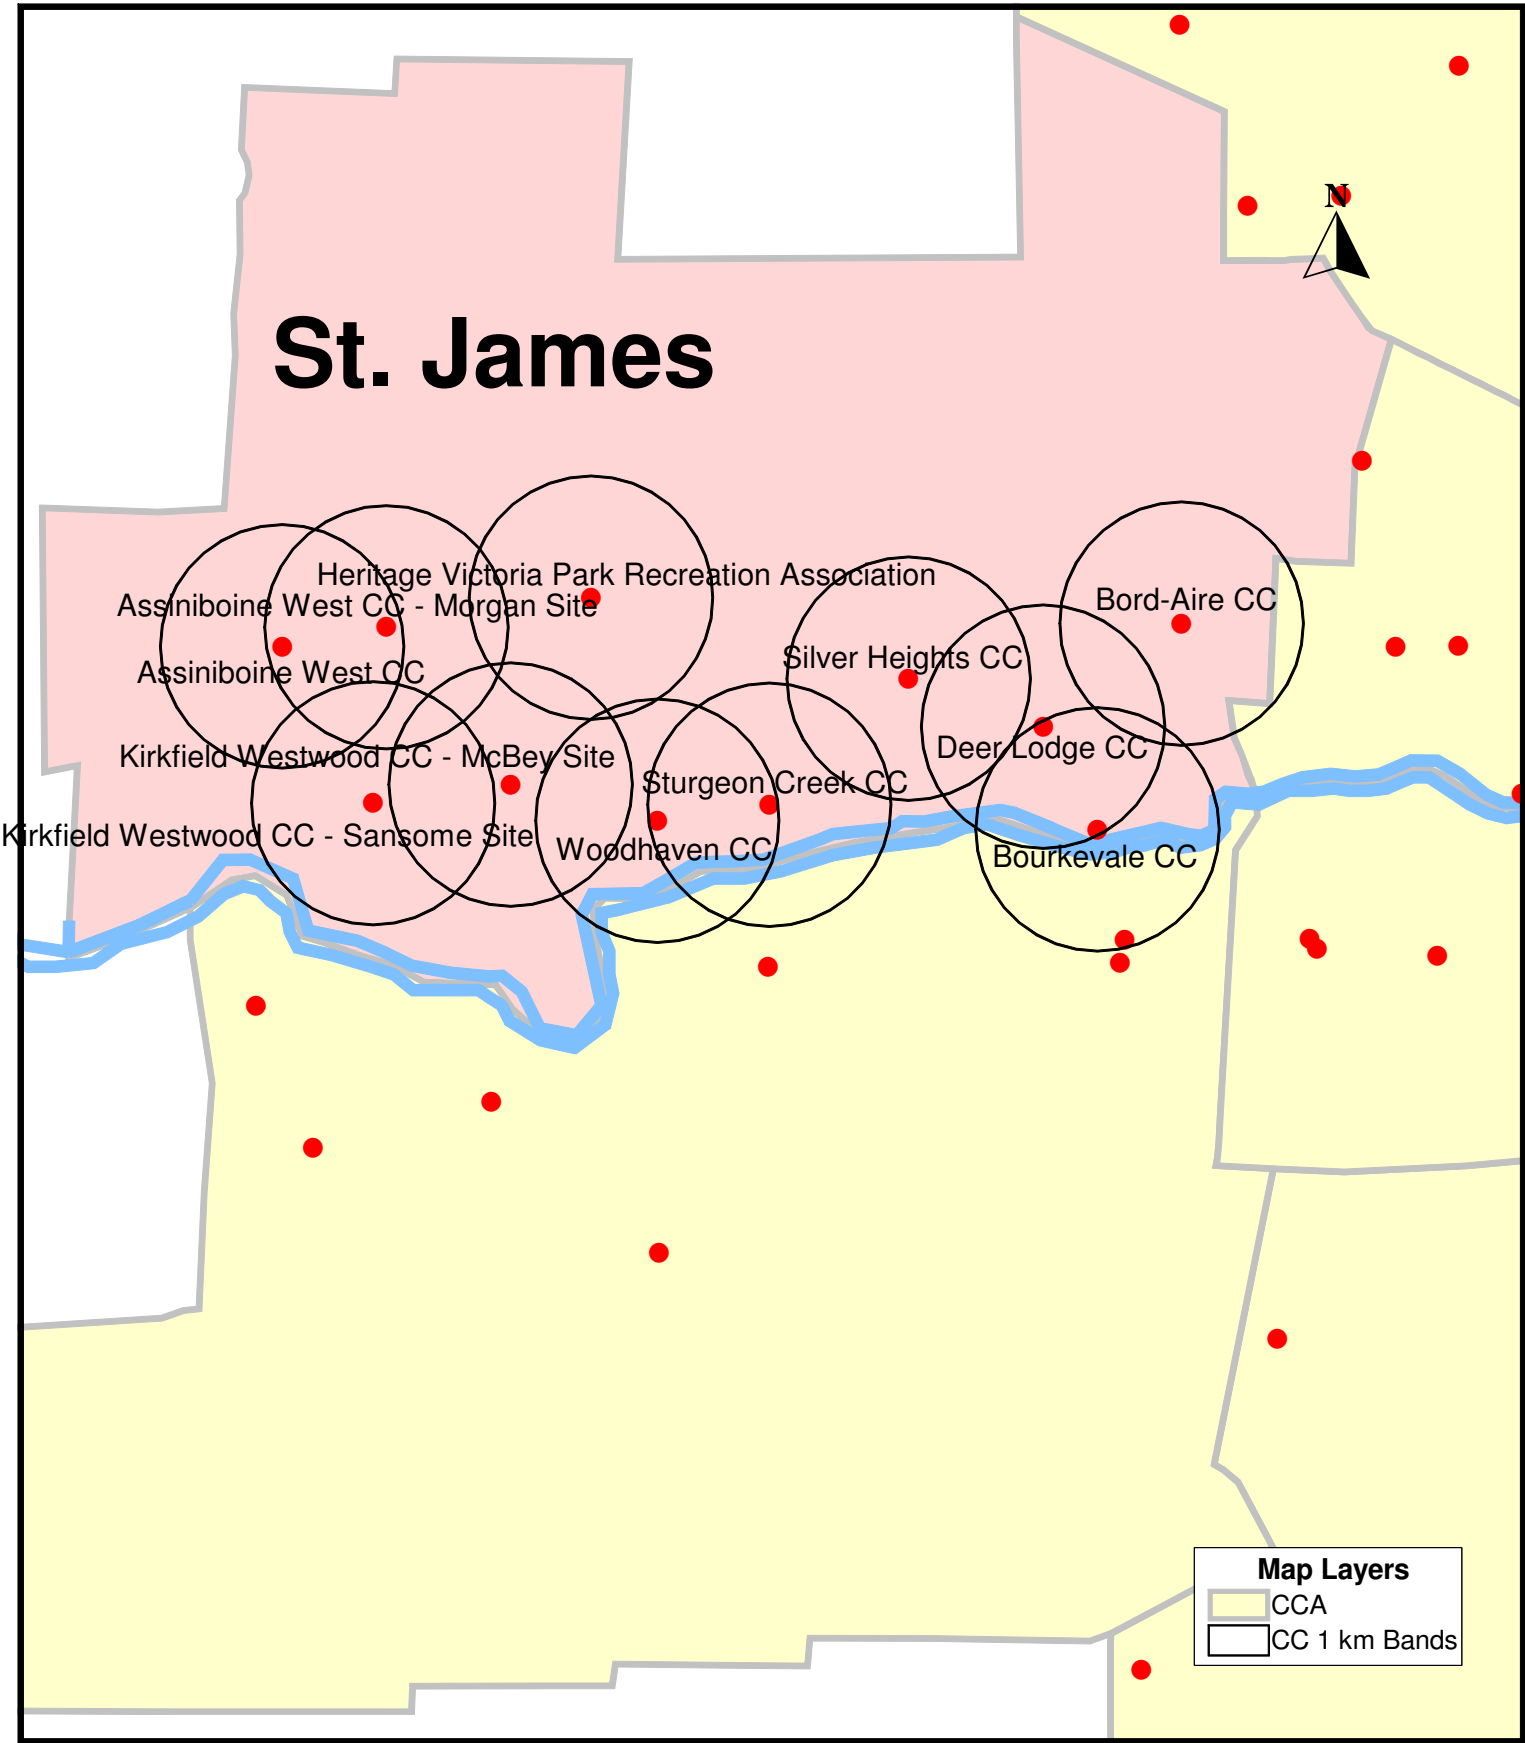 N
St. James
Heritage Victoria Park Recreation Association
Assiniboine West CC - Morgan Site
Bord-Aire CC
Silver Heights CC
Assiniboine West CC
Deer Lodge CC
Kirkfield Westwood CC - McBey Site
Sturgeon Creek CC
Kirkfield Westwood CC - Sansome Site
Woodhaven CC
Bourkevale CC
Map Layers
CCA
CC 1 km Bands